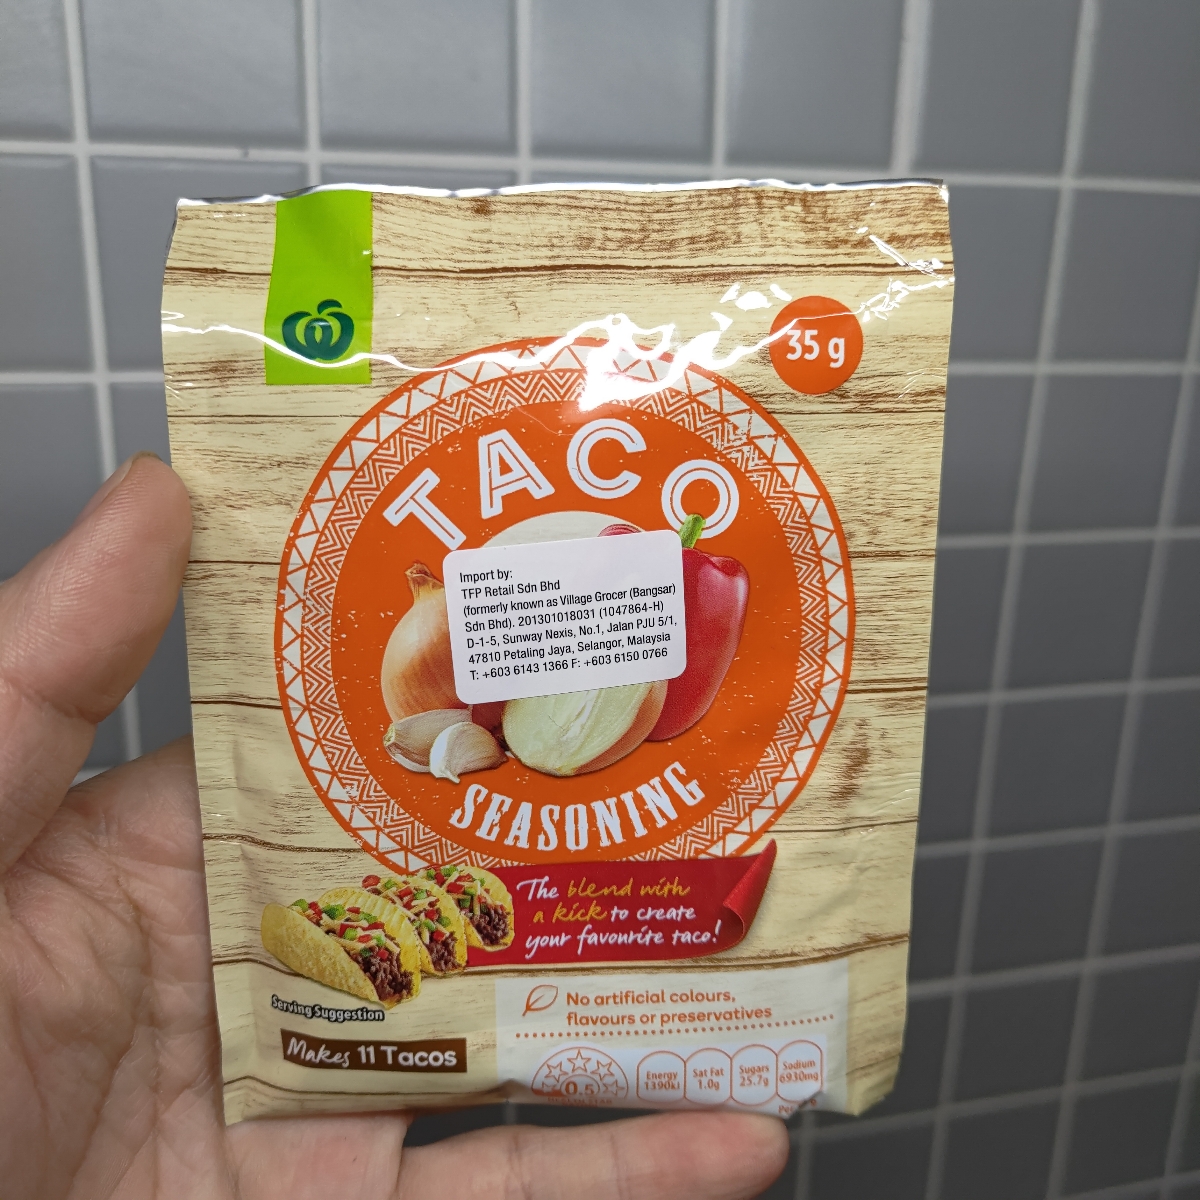 35 g
TACO
Import by:
TFP Retail Sdn Bhd
(formerly known as Village Grocer (Bangsar)
Sdn Bhd). 201301018031 (1047864-H)
D-1-5, Sunway Nexis, No.1, Jalan PJU 5/1,
47810 Petaling Jaya, Selangor, Malaysia
T: +603 6143 1366 F: +603 6150 0766
SEASONING
The blend with
a kick to create
your favourite taco!
Serving Suggestion
Makes 11 Tacos
No artificial colours,
flavours or preservatives
0.5
Energy
1390kJ
Sat Fat
1.0g
Sugars
25.7g
Sodium
6930mg